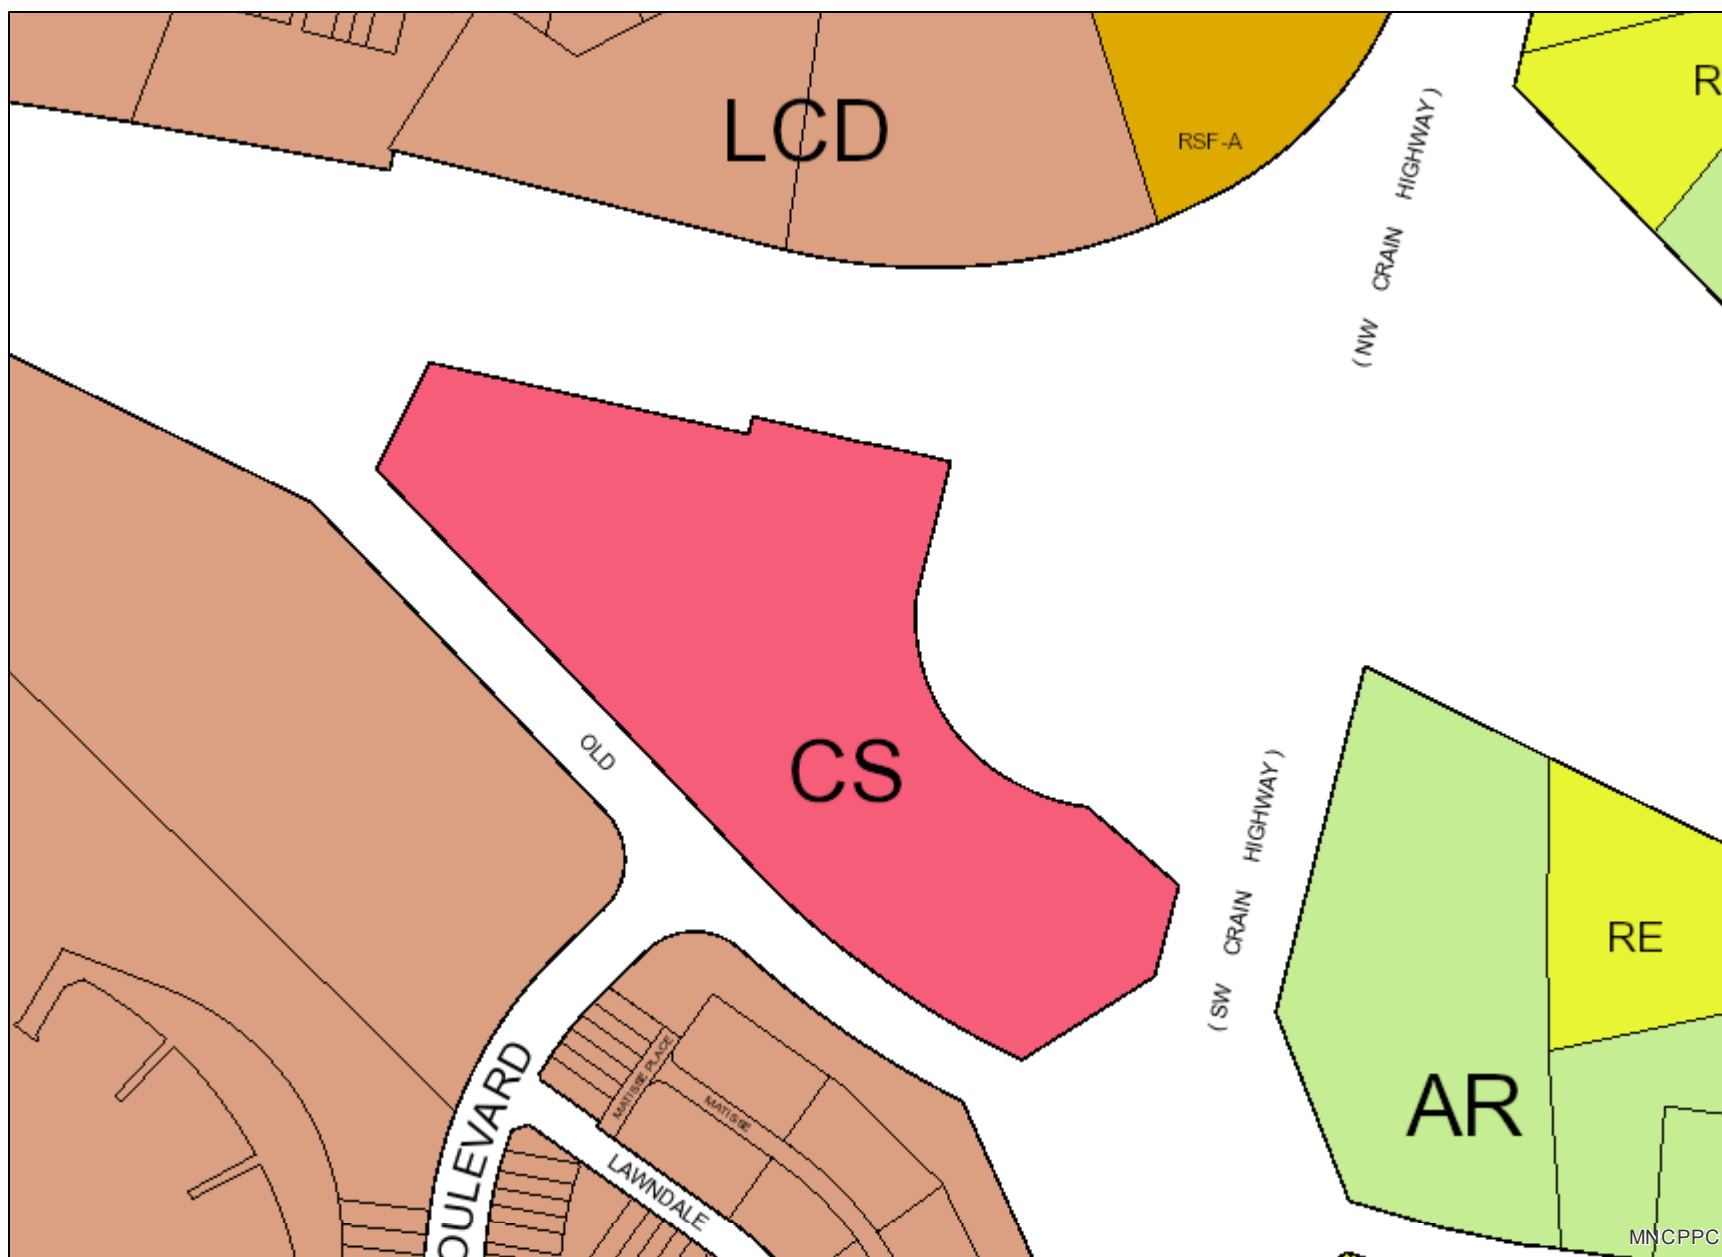 LCD
RSF-A
R
( NW CRAIN HIGHWAY )
OLD
CS
( SW CRAIN HIGHWAY )
RE
AR
OULEVARD
MATISSE PLACE
MATISSE
LAWNDALE
MNCPPC